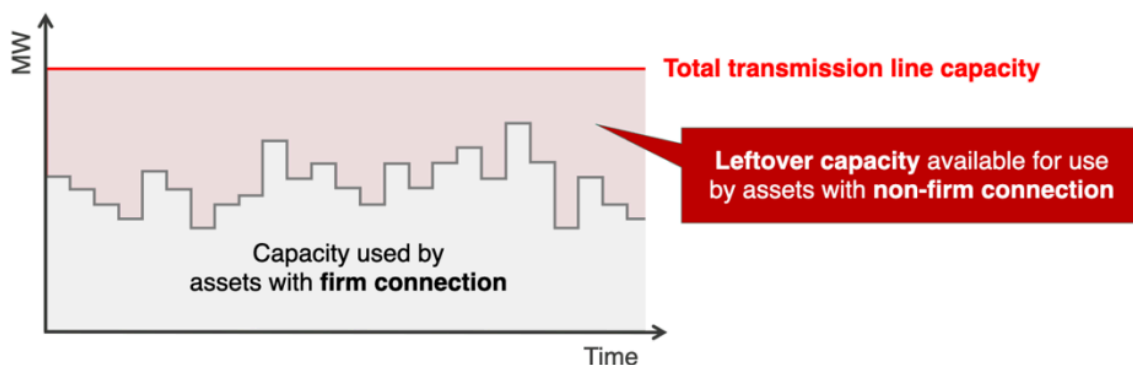 MW
Total transmission line capacity
Leftover capacity available for use
by assets with non-firm connection
Capacity used by
assets with firm connection
Time